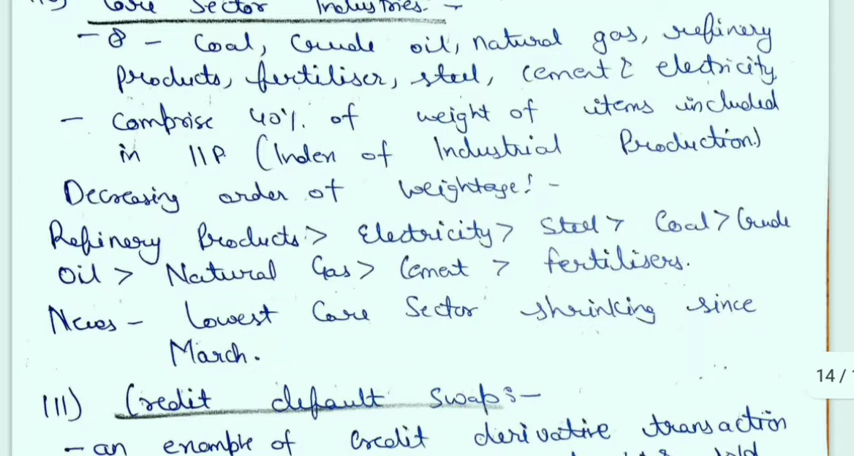 Core Sector Industries -
- 8 - Coal, Crude oil, natural gas, refinery
products, fertiliser, steel, cement & electricity
- Comprise 40% of weight of items included
in IIP (Index of Industrial Production)
Decreasing order of weightage! -
Refinery Products > Electricity > Steel > Coal > Crude
Oil > Natural Gas > Cement > fertilisers.
News - Lowest Core Sector shrinking since
March.
14 /
III) Credit default Swaps :-
- an example of Credit derivative transaction